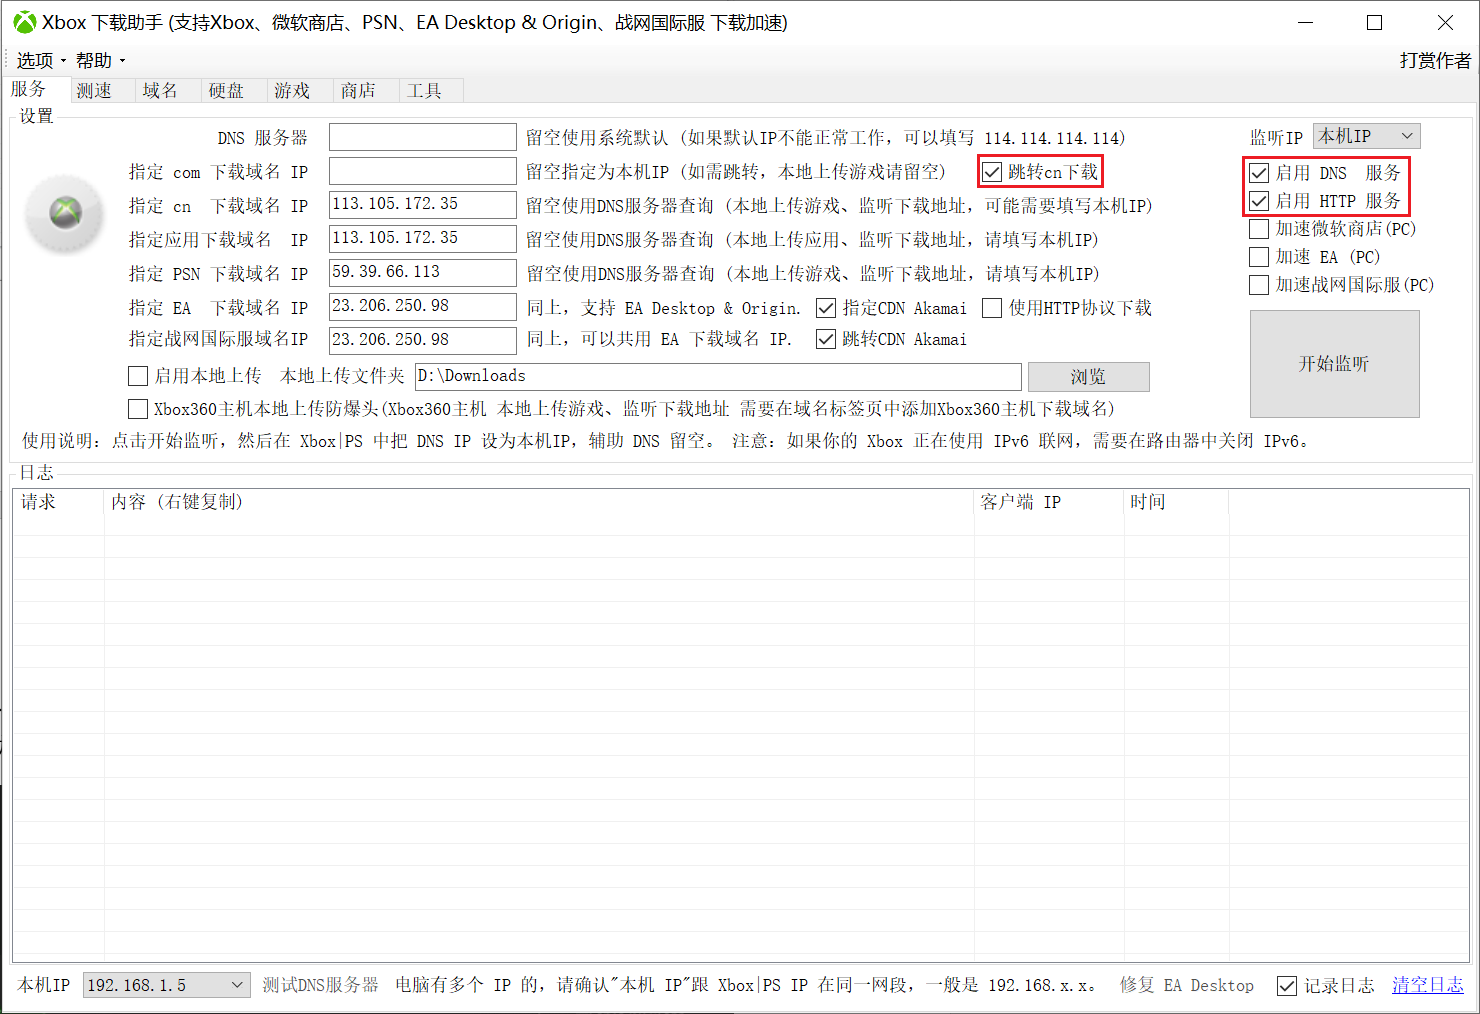 Xbox 下载助手 (支持Xbox、微软商店、PSN、EA Desktop & Origin、战网国际服 下载加速)
选项 帮助 打赏作者
服务 测速 域名 硬盘 游戏 商店 工具
设置
DNS 服务器 留空使用系统默认 (如果默认IP不能正常工作，可以填写 114.114.114.114) 监听IP 本机IP
指定 com 下载域名 IP 留空指定为本机IP (如需跳转，本地上传游戏请留空) 跳转cn下载 启用 DNS 服务
指定 cn 下载域名 IP 113.105.172.35 留空使用DNS服务器查询 (本地上传游戏、监听下载地址，可能需要填写本机IP) 启用 HTTP 服务
指定应用下载域名 IP 113.105.172.35 留空使用DNS服务器查询 (本地上传应用、监听下载地址，请填写本机IP) 加速微软商店(PC)
指定 PSN 下载域名 IP 59.39.66.113 留空使用DNS服务器查询 (本地上传游戏、监听下载地址，请填写本机IP) 加速 EA (PC)
指定 EA 下载域名 IP 23.206.250.98 同上，支持 EA Desktop & Origin. 指定CDN Akamai 使用HTTP协议下载 加速战网国际服(PC)
指定战网国际服域名IP 23.206.250.98 同上，可以共用 EA 下载域名 IP. 跳转CDN Akamai
启用本地上传 本地上传文件夹 D:\Downloads 浏览 开始监听
Xbox360主机本地上传防爆头(Xbox360主机 本地上传游戏、监听下载地址 需要在域名标签页中添加Xbox360主机下载域名)
使用说明：点击开始监听，然后在 Xbox|PS 中把 DNS IP 设为本机IP，辅助 DNS 留空。 注意：如果你的 Xbox 正在使用 IPv6 联网，需要在路由器中关闭 IPv6。
日志
请求 内容 (右键复制) 客户端 IP 时间
本机IP 192.168.1.5 测试DNS服务器 电脑有多个 IP 的，请确认"本机 IP"跟 Xbox|PS IP 在同一网段，一般是 192.168.x.x。 修复 EA Desktop 记录日志 清空日志